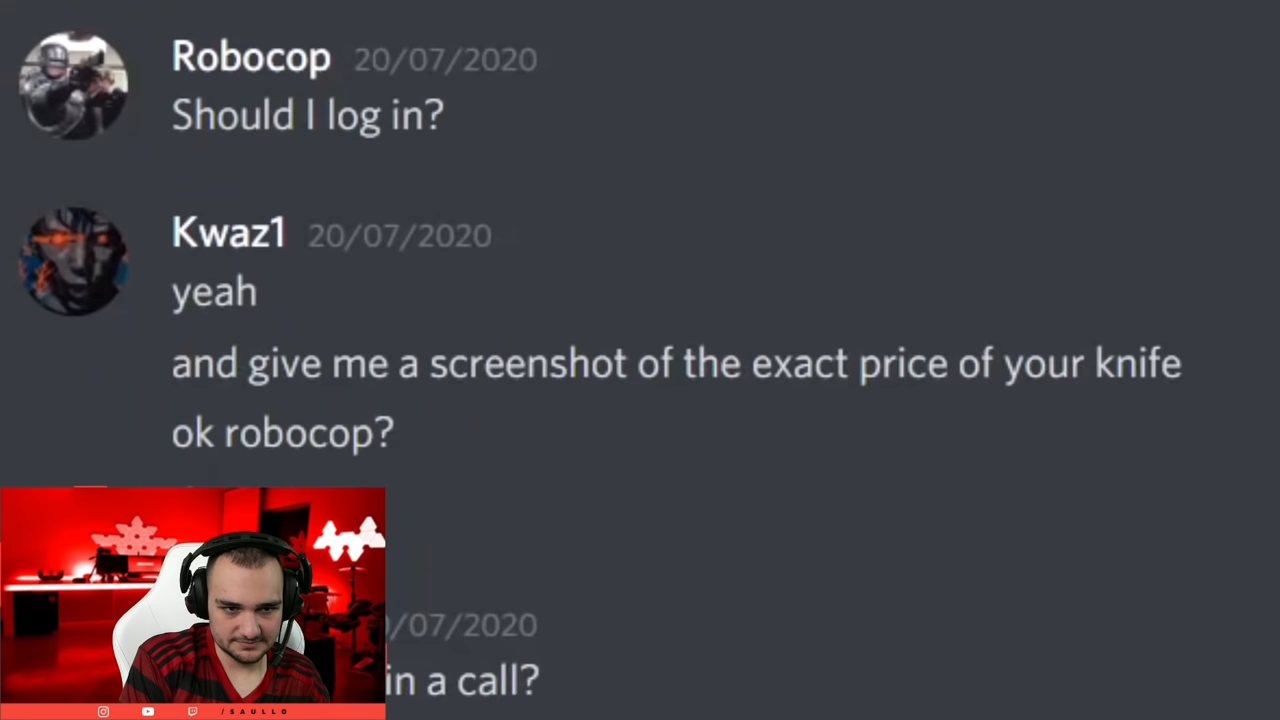 Robocop 20/07/2020
Should I log in?
Kwaz1 20/07/2020
yeah
and give me a screenshot of the exact price of your knife
ok robocop?
/07/2020
in a call?
/SAULLO